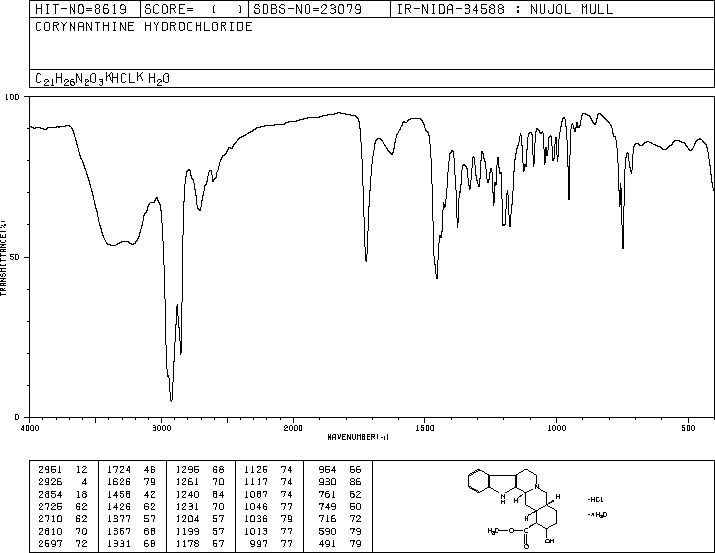 HIT-NO=8619 SCORE= ( ) SDBS-NO=23079 IR-NIDA-34588 : NUJOL MULL
CORYNANTHINE HYDROCHLORIDE
C21H26N2O3KHCLK H2O
100
50
0
TRANSMITTANCE(%)
4000 3000 2000 1500 1000 500
WAVENUMBER(-1)
2951 12 1724 46 1296 68 1126 74 954 66
2926 4 1626 79 1261 70 1117 74 930 86
2854 18 1458 42 1240 64 1087 74 761 62
2725 62 1426 62 1231 70 1046 77 749 50
2710 62 1377 57 1204 57 1036 79 716 72
2610 70 1367 68 1199 57 1013 77 590 79
2597 72 1331 68 1178 57 997 77 491 79
N
N
H
H
H
H
H3C
O
O
OH
-HCl
-xH2O